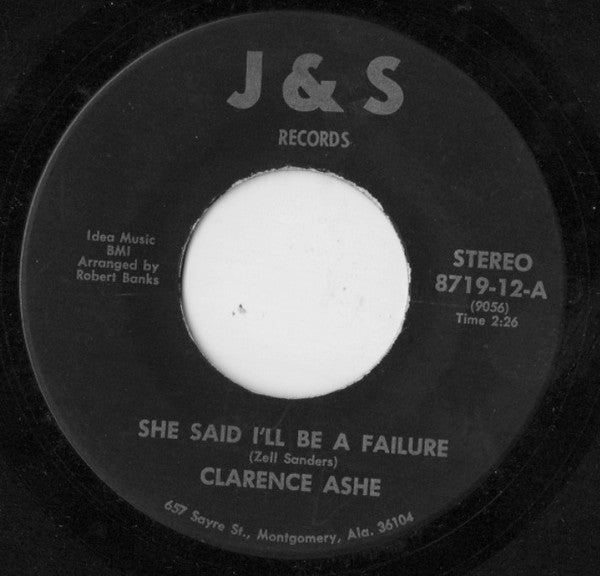 J & S
RECORDS
Idea Music
BMI
Arranged by
Robert Banks
STEREO
8719-12-A
(9056)
Time 2:26
SHE SAID I'LL BE A FAILURE
(Zell Sanders)
CLARENCE ASHE
657 Sayre St., Montgomery, Ala. 36104